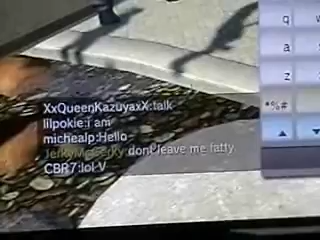 q
a
z
*%#
XxQueenKazuyaxX:talk
lilpokie:i am
michealp:Hello
JerkyMcJerky dont leave me fatty
CBR7:lol V